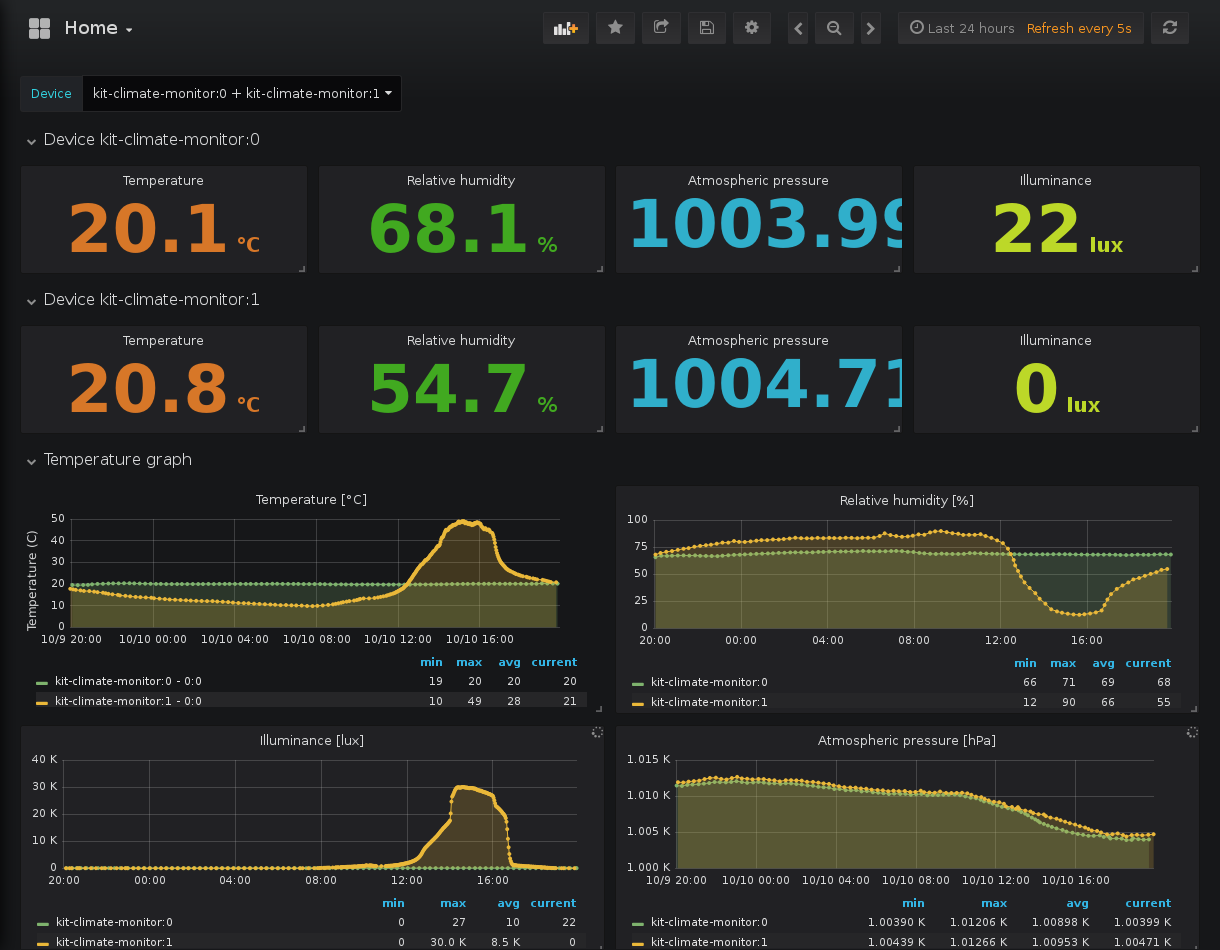 Home
Last 24 hours Refresh every 5s
Device kit-climate-monitor:0 + kit-climate-monitor:1
Device kit-climate-monitor:0
Temperature Relative humidity Atmospheric pressure Illuminance
20.1 °C 68.1 % 1003.99 22 lux
Device kit-climate-monitor:1
Temperature Relative humidity Atmospheric pressure Illuminance
20.8 °C 54.7 % 1004.71 0 lux
Temperature graph
Temperature [°C]
Temperature (C)
50
40
30
20
10
0
10/9 20:00 10/10 00:00 10/10 04:00 10/10 08:00 10/10 12:00 10/10 16:00
min max avg current
kit-climate-monitor:0 - 0:0 19 20 20 20
kit-climate-monitor:1 - 0:0 10 49 28 21
Relative humidity [%]
100
75
50
25
0
20:00 00:00 04:00 08:00 12:00 16:00
min max avg current
kit-climate-monitor:0 66 71 69 68
kit-climate-monitor:1 12 90 66 55
Illuminance [lux]
40 K
30 K
20 K
10 K
0
20:00 00:00 04:00 08:00 12:00 16:00
min max avg current
kit-climate-monitor:0 0 27 10 22
kit-climate-monitor:1 0 30.0 K 8.5 K 0
Atmospheric pressure [hPa]
1.015 K
1.010 K
1.005 K
1.000 K
10/9 20:00 10/10 00:00 10/10 04:00 10/10 08:00 10/10 12:00 10/10 16:00
min max avg current
kit-climate-monitor:0 1.00390 K 1.01206 K 1.00898 K 1.00399 K
kit-climate-monitor:1 1.00439 K 1.01266 K 1.00953 K 1.00471 K